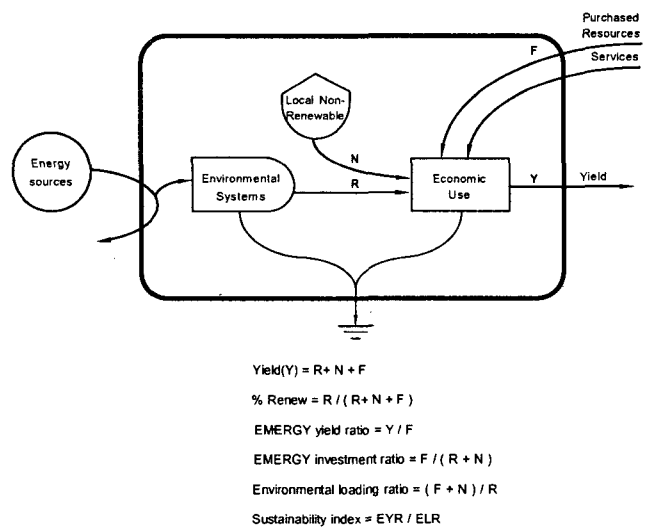 Purchased
Resources
F
Services
Local Non-
Renewable
Energy
sources
N
Environmental
Systems
R
Economic
Use
Y
Yield
Yield(Y) = R+ N + F
% Renew = R / ( R+ N + F )
EMERGY yield ratio = Y / F
EMERGY investment ratio = F / ( R + N )
Environmental loading ratio = ( F + N ) / R
Sustainability index = EYR / ELR